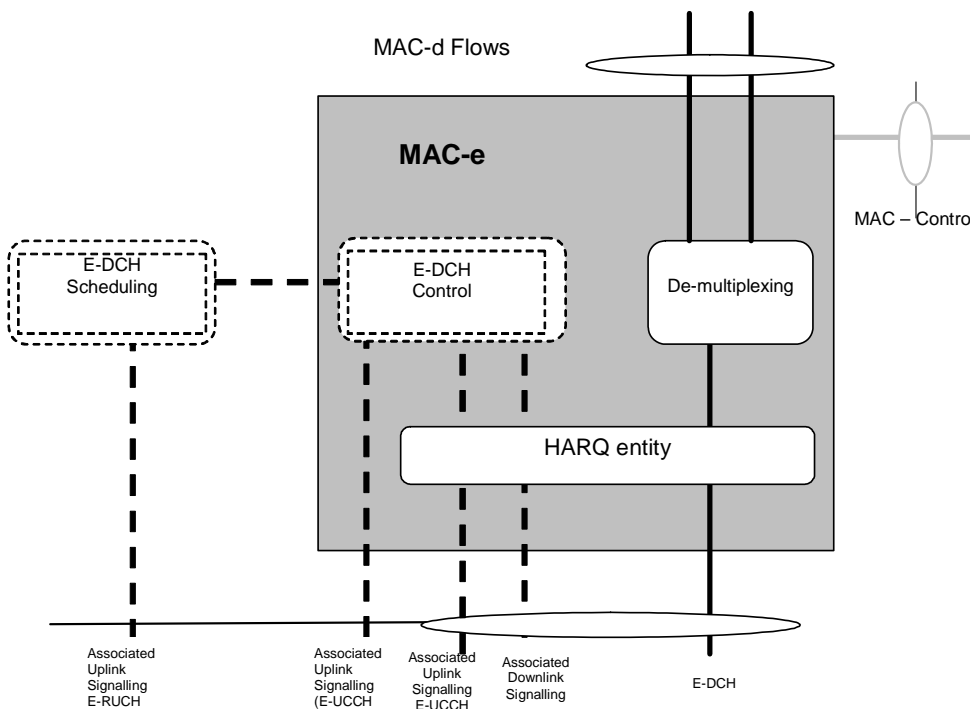 MAC-d Flows
MAC-e
MAC – Control
E-DCH
Scheduling
E-DCH
Control
De-multiplexing
HARQ entity
Associated
Uplink
Signalling
E-RUCH
Associated
Uplink
Signalling
(E-UCCH
Associated
Uplink
Signalling
E-UCCH
Associated
Downlink
Signalling
E-DCH